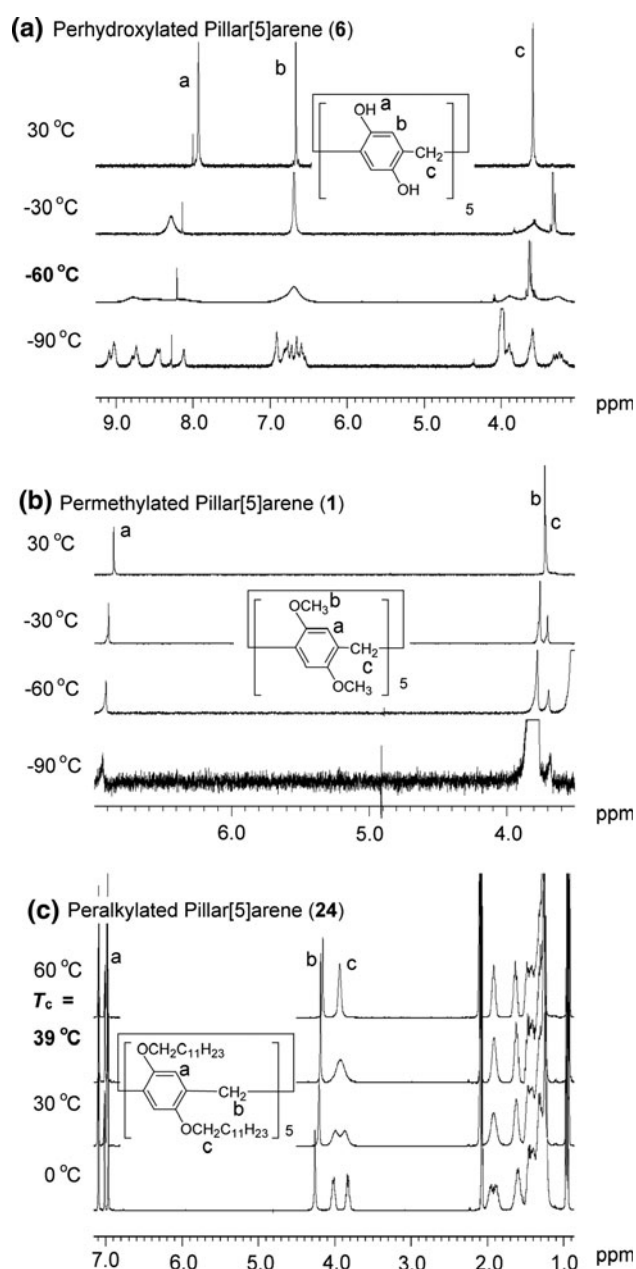 (a) Perhydroxylated Pillar[5]arene (6)
a
b
c
30 °C
OH a
b
CH2
c
OH
5
-30 °C
-60 °C
-90 °C
9.0 8.0 7.0 6.0 5.0 4.0 ppm
(b) Permethylated Pillar[5]arene (1)
a
b
c
30 °C
-30 °C
OCH3 b
a
CH2
c
OCH3
5
-60 °C
-90 °C
6.0 5.0 4.0 ppm
(c) Peralkylated Pillar[5]arene (24)
60 °C
a
b
c
Tc =
39 °C
OCH2C11H23
a
CH2
b
OCH2C11H23
c
5
30 °C
0 °C
7.0 6.0 5.0 4.0 3.0 2.0 1.0 ppm